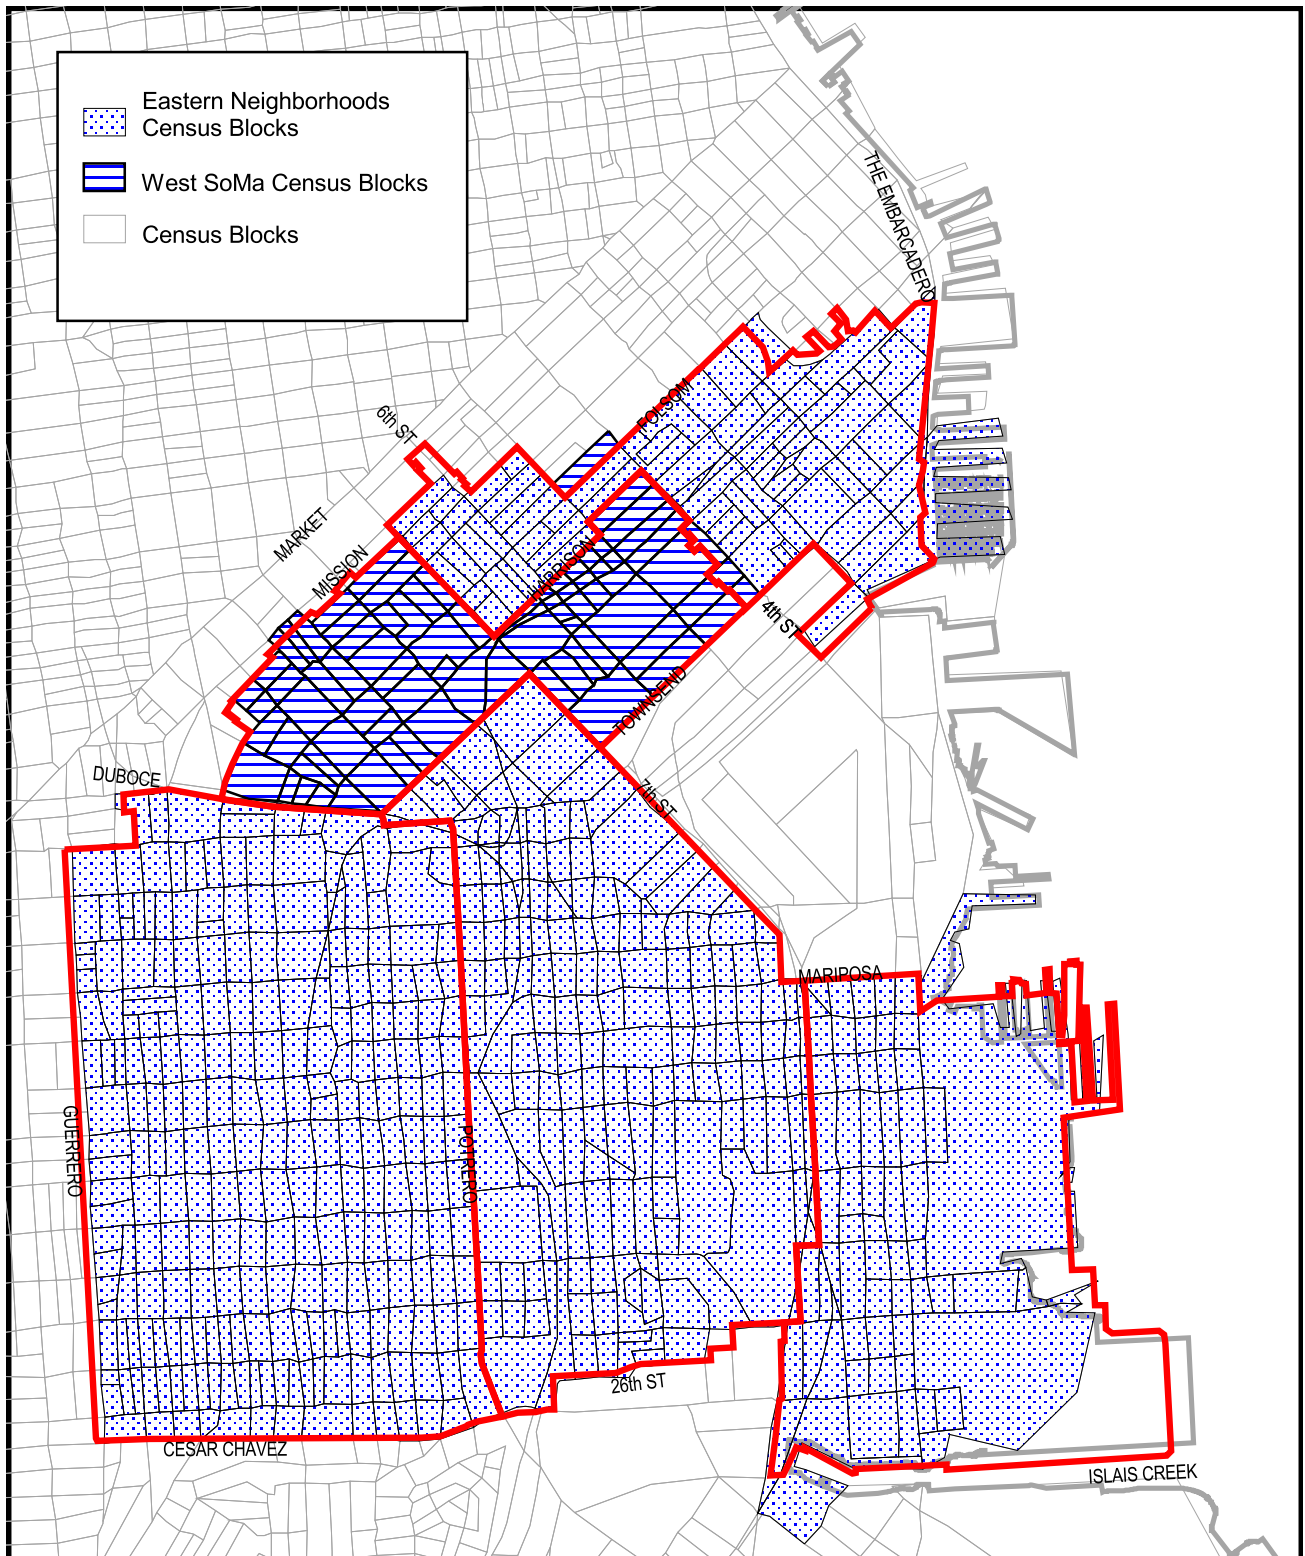 Eastern Neighborhoods
Census Blocks
West SoMa Census Blocks
Census Blocks
THE EMBARCADERO
FOLSOM
6th ST
MARKET
MISSION
HARRISON
4th ST
TOWNSEND
DUBOCE
7th ST
MARIPOSA
GUERRERO
POTRERO
26th ST
CESAR CHAVEZ
ISLAIS CREEK